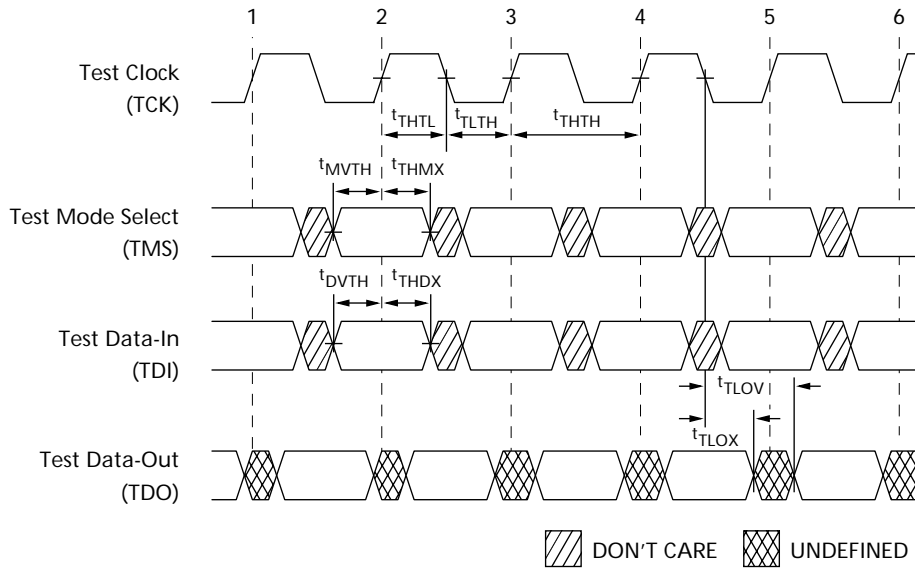 1 2 3 4 5 6
Test Clock
(TCK)
tTHTL tTLTH tTHTH
tMVTH tTHMX
Test Mode Select
(TMS)
tDVTH tTHDX
Test Data-In
(TDI)
tTLOV
tTLOX
Test Data-Out
(TDO)
DON'T CARE UNDEFINED